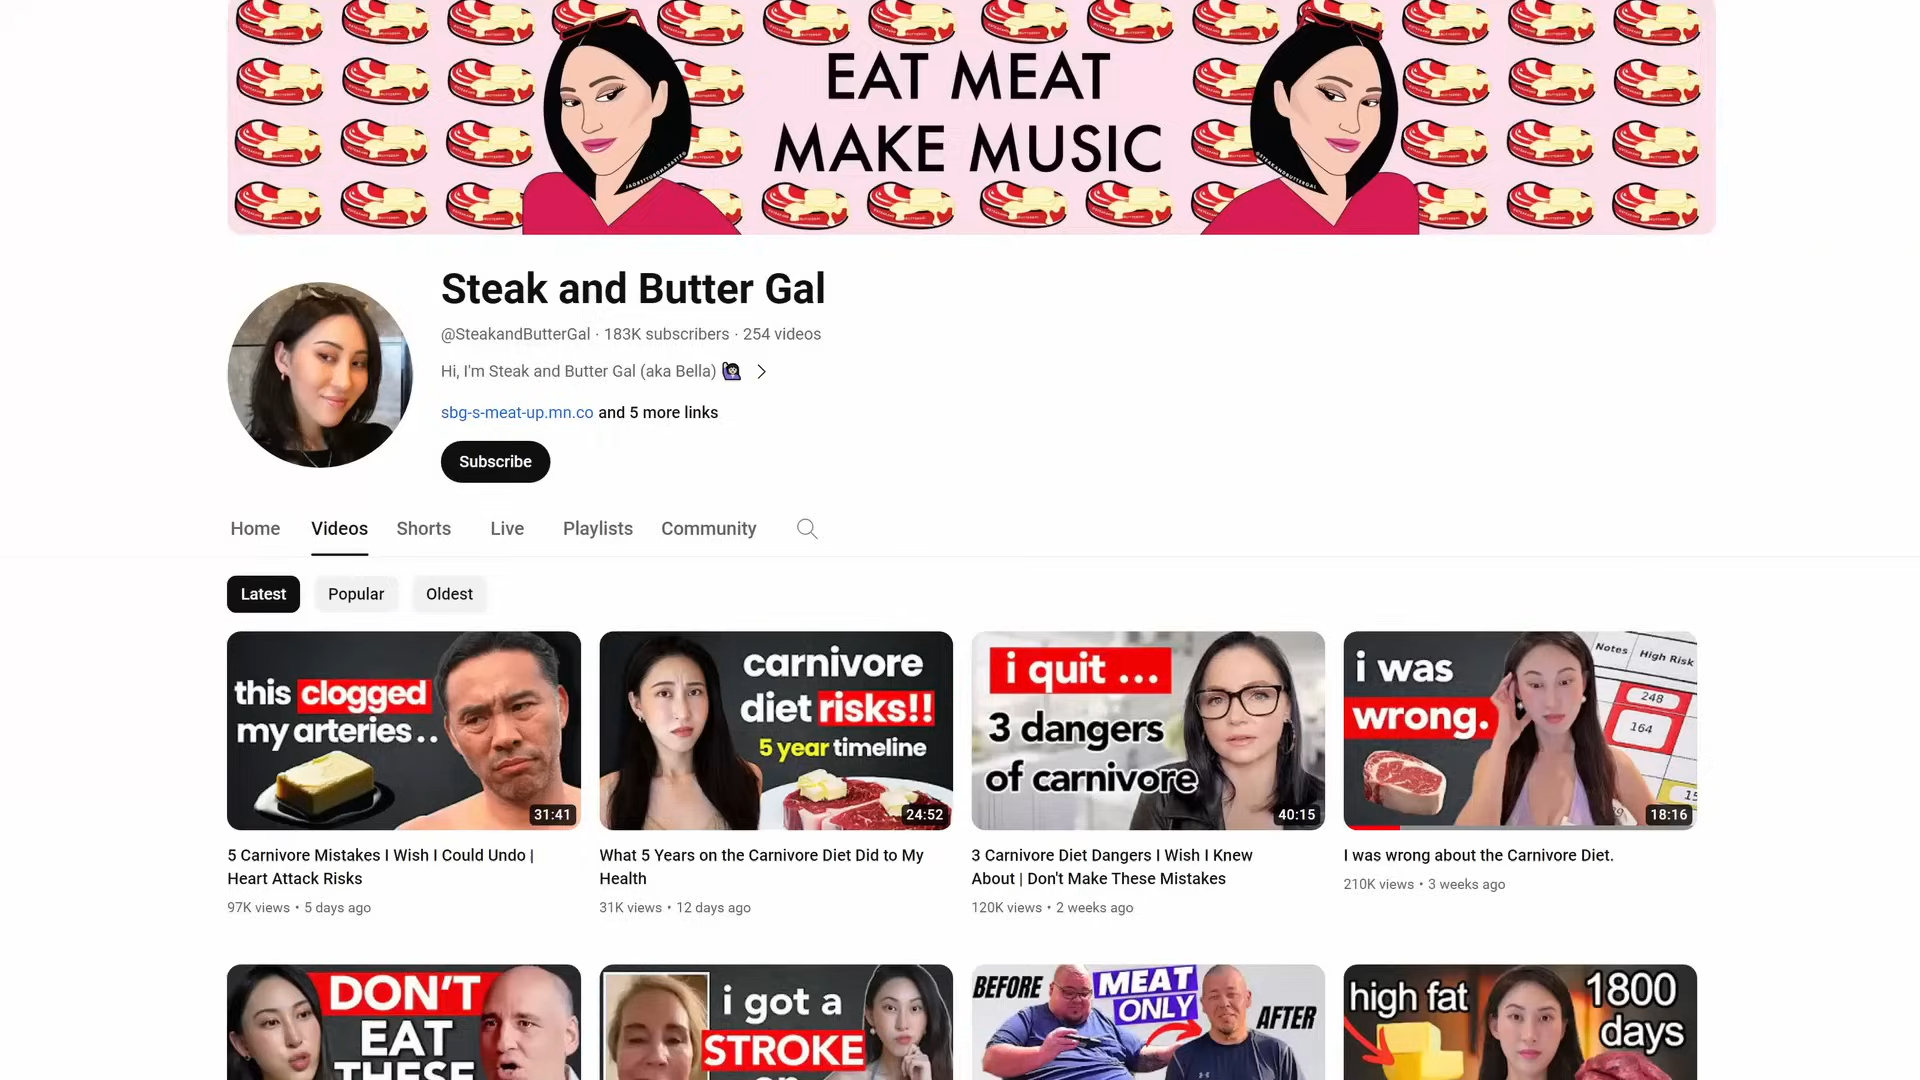 EAT MEAT
MAKE MUSIC
Steak and Butter Gal
@SteakandButterGal · 183K subscribers · 254 videos
Hi, I'm Steak and Butter Gal (aka Bella)
sbg-s-meat-up.mn.co and 5 more links
Subscribe
Home Videos Shorts Live Playlists Community
Latest Popular Oldest
this clogged
my arteries..
31:41
carnivore
diet risks!!
5 year timeline
24:52
i quit ...
3 dangers
of carnivore
40:15
i was
wrong.
Notes High Risk
248
164
18:16
5 Carnivore Mistakes I Wish I Could Undo |
Heart Attack Risks
97K views • 5 days ago
What 5 Years on the Carnivore Diet Did to My
Health
31K views • 12 days ago
3 Carnivore Diet Dangers I Wish I Knew
About | Don't Make These Mistakes
120K views • 2 weeks ago
I was wrong about the Carnivore Diet.
210K views • 3 weeks ago
DON'T
EAT
THESE
i got a
STROKE
on
BEFORE
MEAT
ONLY
AFTER
high fat
1800
days